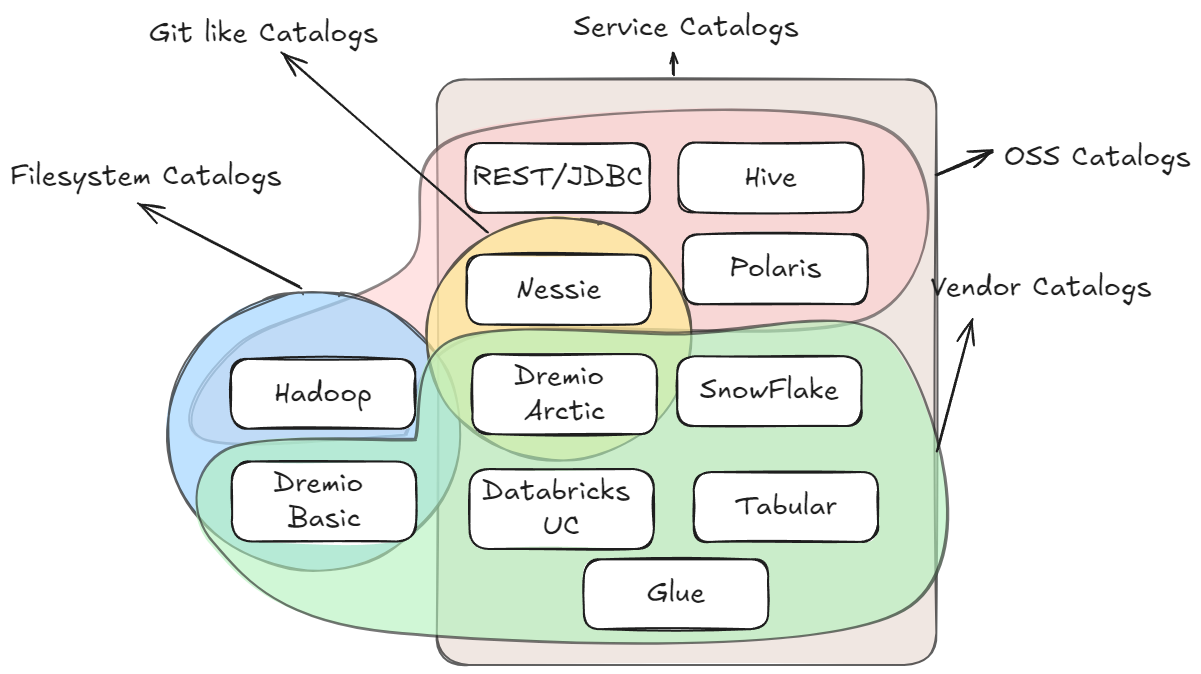 Git like Catalogs
Service Catalogs
Filesystem Catalogs
OSS Catalogs
REST/JDBC
Hive
Polaris
Nessie
Vendor Catalogs
Hadoop
Dremio
Arctic
SnowFlake
Dremio
Basic
Databricks
UC
Tabular
Glue